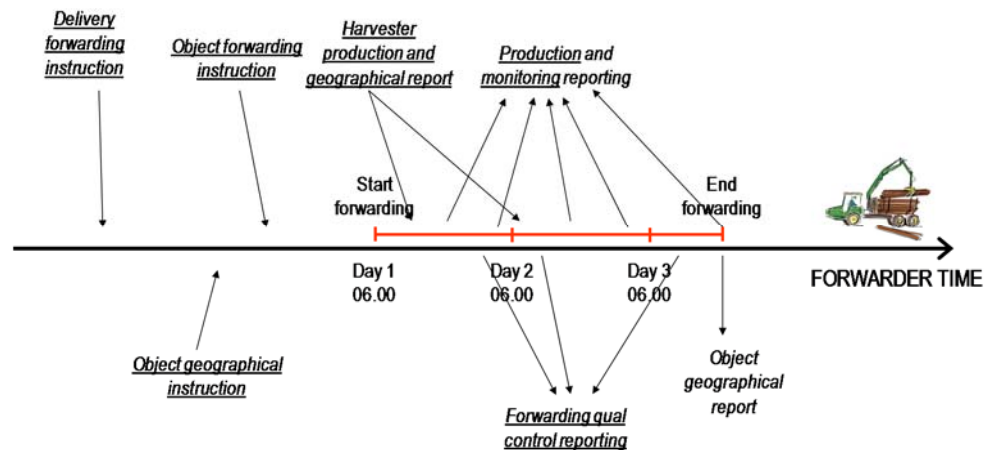 Delivery
forwarding
instruction
Object forwarding
instruction
Harvester
production and
geographical report
Production and
monitoring reporting
Start
forwarding
End
forwarding
Day 1
06.00
Day 2
06.00
Day 3
06.00
FORWARDER TIME
Object geographical
instruction
Forwarding qual
control reporting
Object
geographical
report